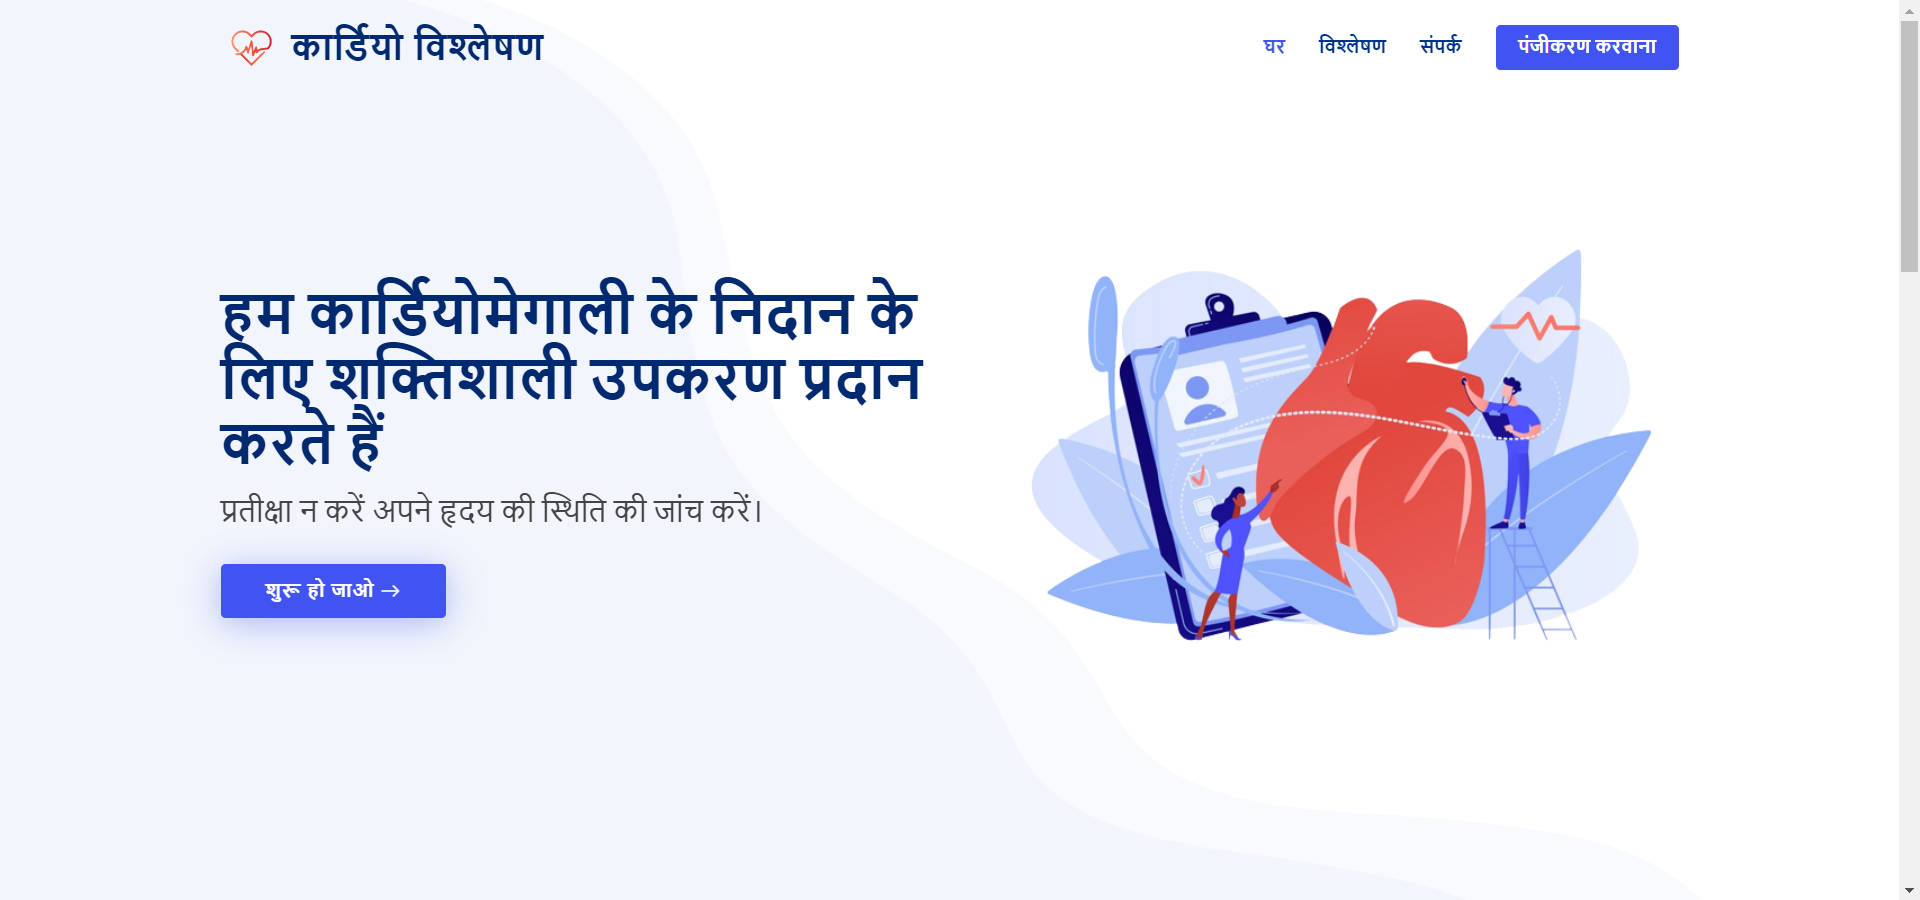 कार्डियो विश्लेषण
घर विश्लेषण संपर्क पंजीकरण करवाना
हम कार्डियोमेगाली के निदान के
लिए शक्तिशाली उपकरण प्रदान
करते हैं
प्रतीक्षा न करें अपने हृदय की स्थिति की जांच करें।
शुरू हो जाओ →